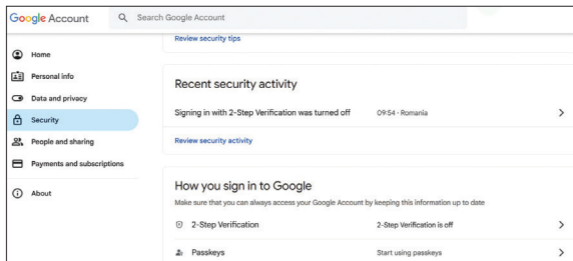 Google Account
Search Google Account
Review security tips
Home
Personal info
Data and privacy
Security
People and sharing
Payments and subscriptions
About
Recent security activity
Signing in with 2-Step Verification was turned off 09:54 - Romania
Review security activity
How you sign in to Google
Make sure that you can always access your Google Account by keeping this information up to date
2-Step Verification 2-Step Verification is off
Passkeys Start using passkeys